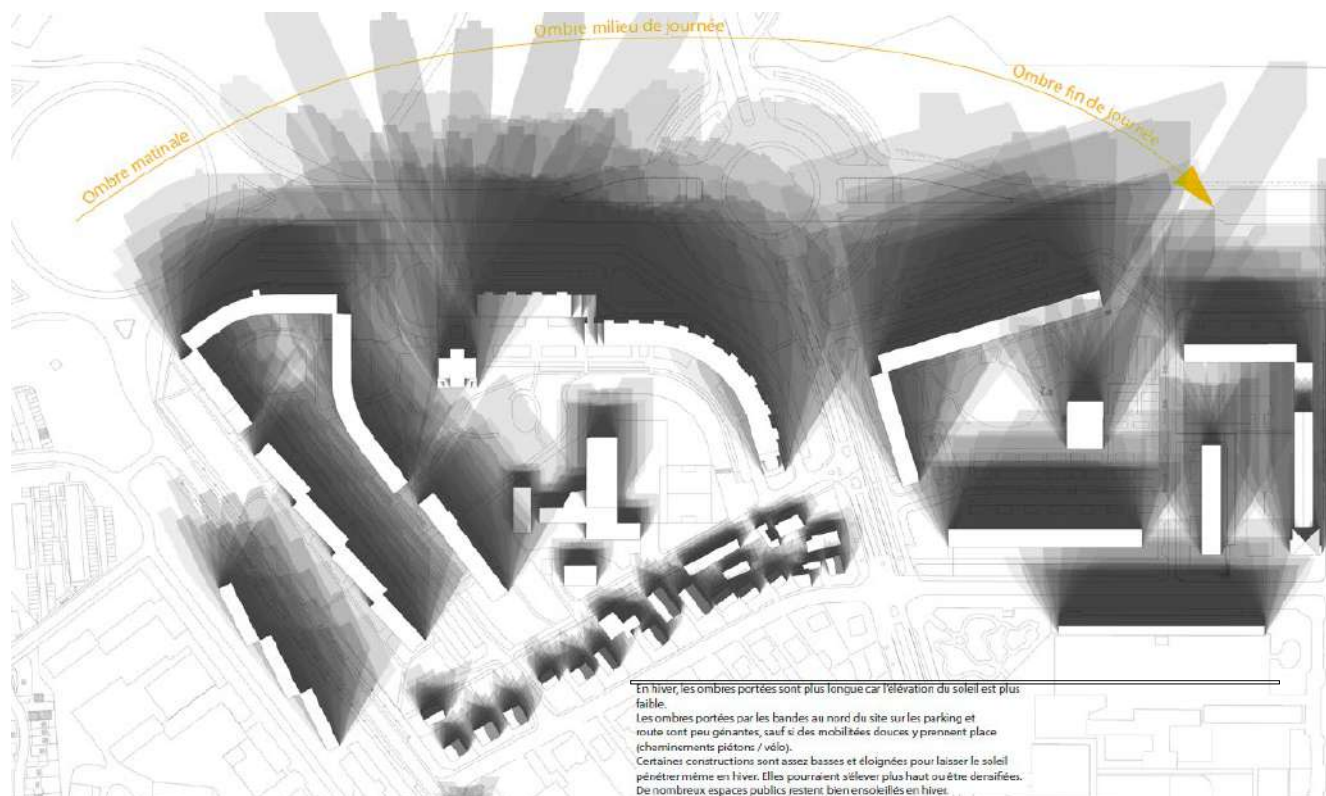 Ombre milieu de journée
Ombre matinale
Ombre fin de journée
En hiver, les ombres portées sont plus longue car l'élévation du soleil est plus
faible.
Les ombres portées par les bandes au nord du site sur les parking et
route sont peu génantes, sauf si des mobilitées douces y prennent place
(cheminements piétons / vélo).
Certaines constructions sont assez basses et éloignées pour laisser le soleil
pénétrer même en hiver. Elles pourraient s'élever plus haut ou être densifiées.
De nombreux espaces publics restent bien ensoleillés en hiver.